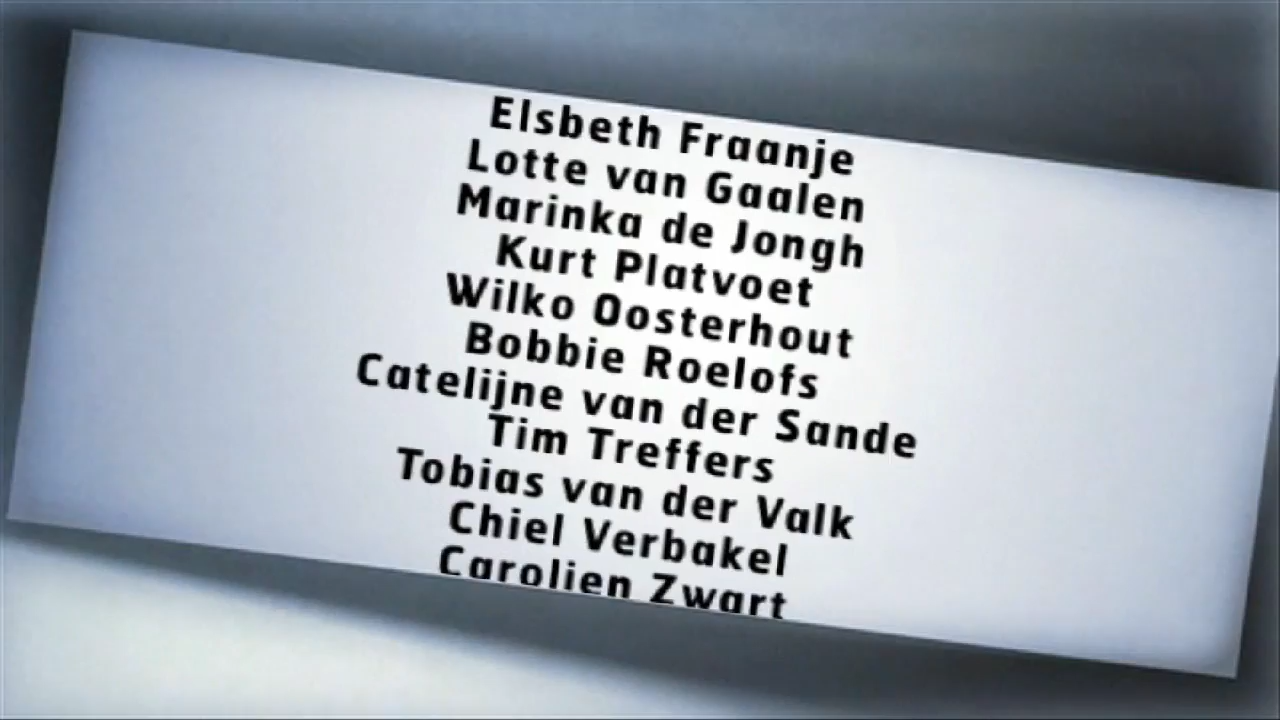 Elsbeth Fraanje
Lotte van Gaalen
Marinka de Jongh
Kurt Platvoet
Wilko Oosterhout
Bobbie Roelofs
Catelijne van der Sande
Tim Treffers
Tobias van der Valk
Chiel Verbakel
Carolien Zwart